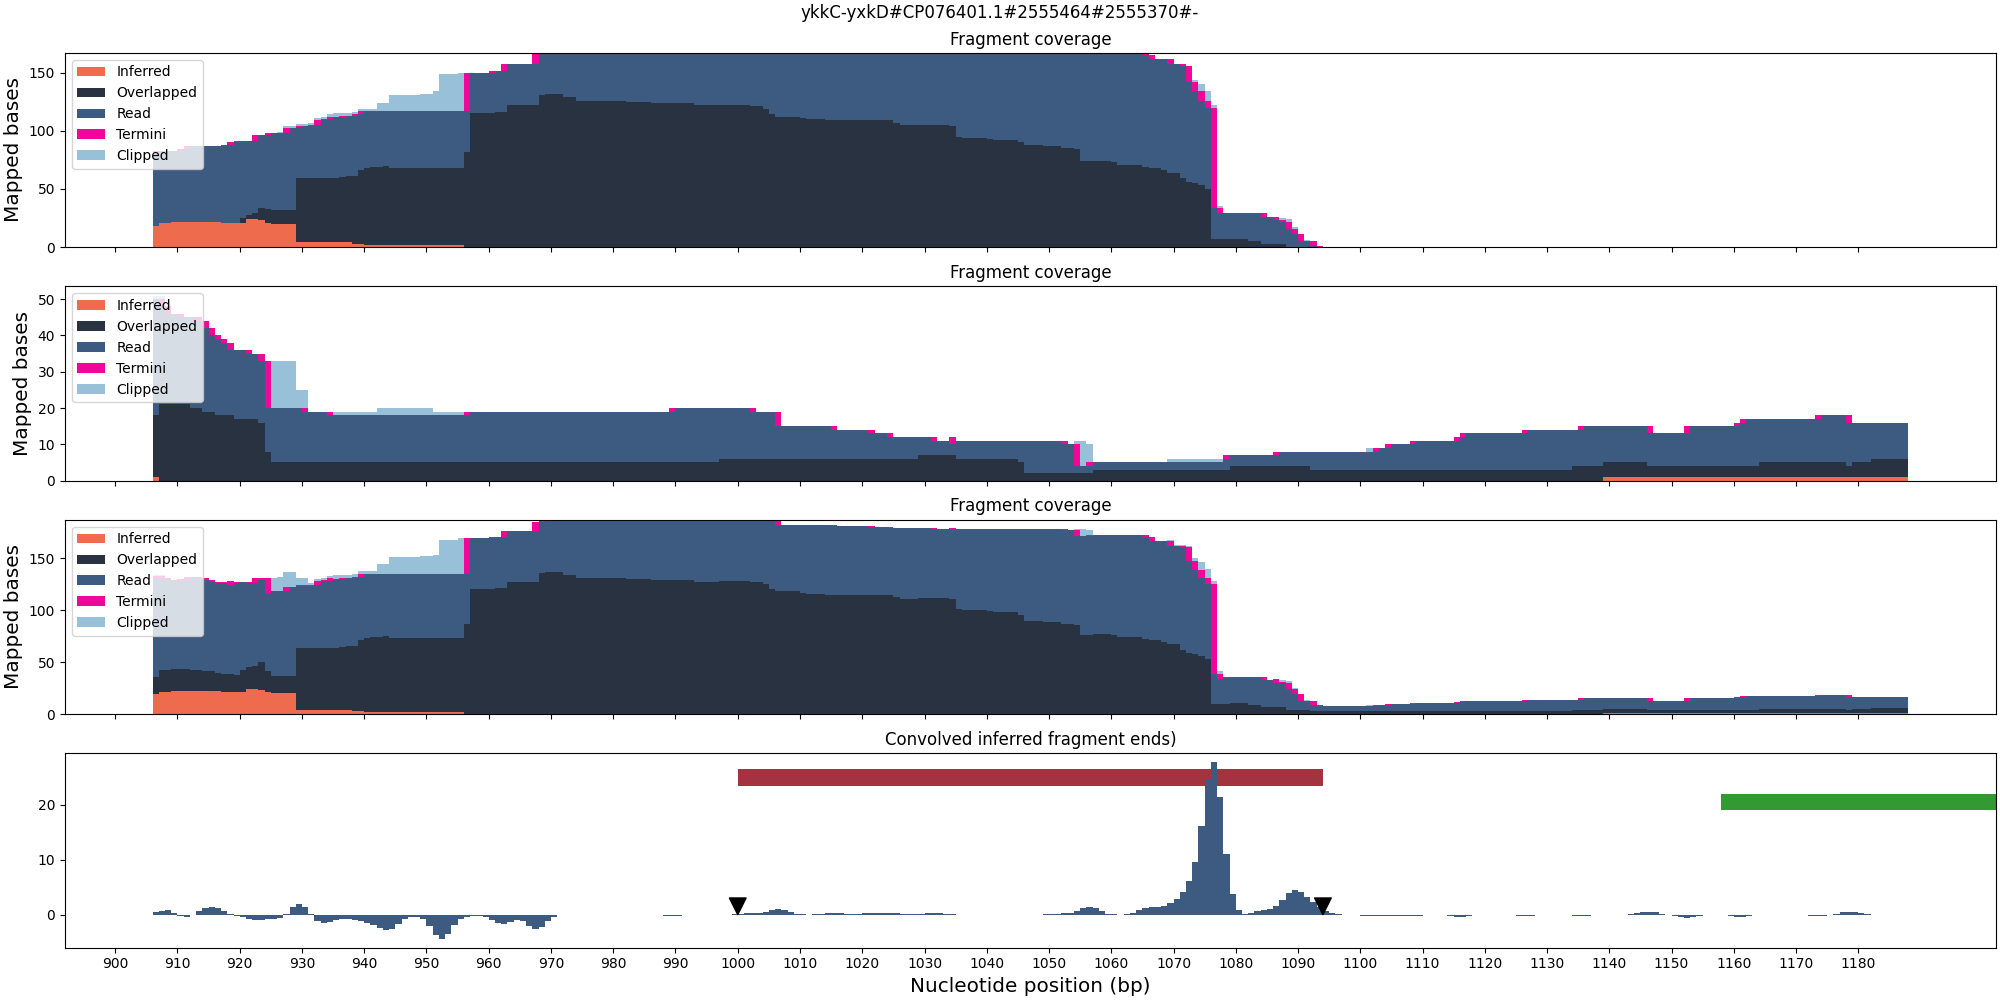 ykkC-yxkD#CP076401.1#2555464#2555370#-
Fragment coverage
Mapped bases
150
100
50
0
Inferred
Overlapped
Read
Termini
Clipped
Fragment coverage
Mapped bases
50
40
30
20
10
0
Inferred
Overlapped
Read
Termini
Clipped
Fragment coverage
Mapped bases
150
100
50
0
Inferred
Overlapped
Read
Termini
Clipped
Convolved inferred fragment ends)
20
10
0
900 910 920 930 940 950 960 970 980 990 1000 1010 1020 1030 1040 1050 1060 1070 1080 1090 1100 1110 1120 1130 1140 1150 1160 1170 1180
Nucleotide position (bp)